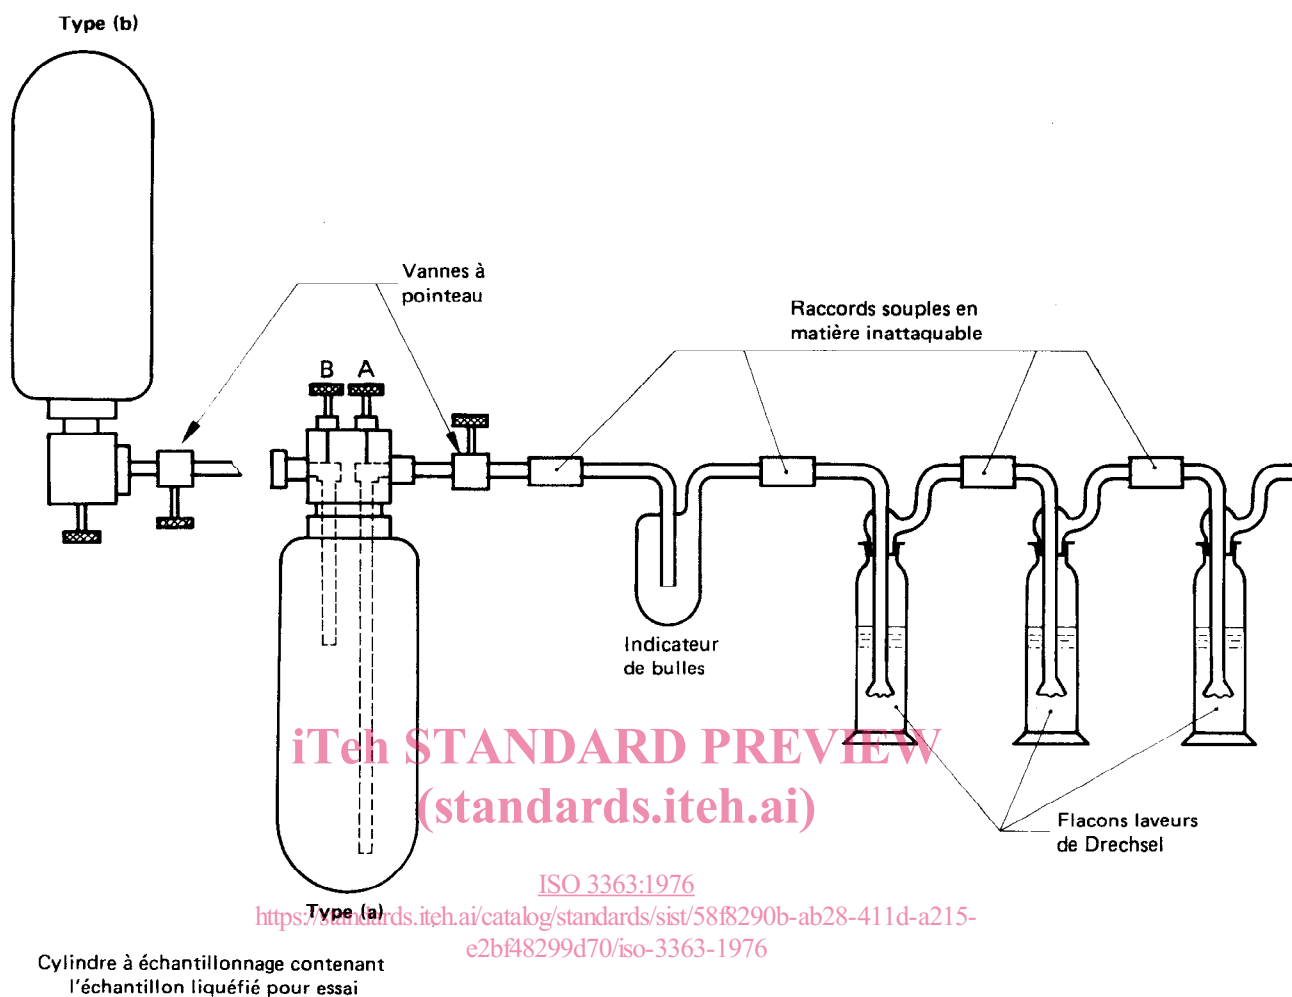 Type (b)
Vannes à
pointeau
Raccords souples en
matière inattaquable
B A
Indicateur
de bulles
iTeh STANDARD PREVIEW
(standards.iteh.ai)
Flacons laveurs
de Drechsel
ISO 3363:1976
Type (a)
https://standards.iteh.ai/catalog/standards/sist/58f8290b-ab28-411d-a215-
e2bf48299d70/iso-3363-1976
Cylindre à échantillonnage contenant
l'échantillon liquéfié pour essai